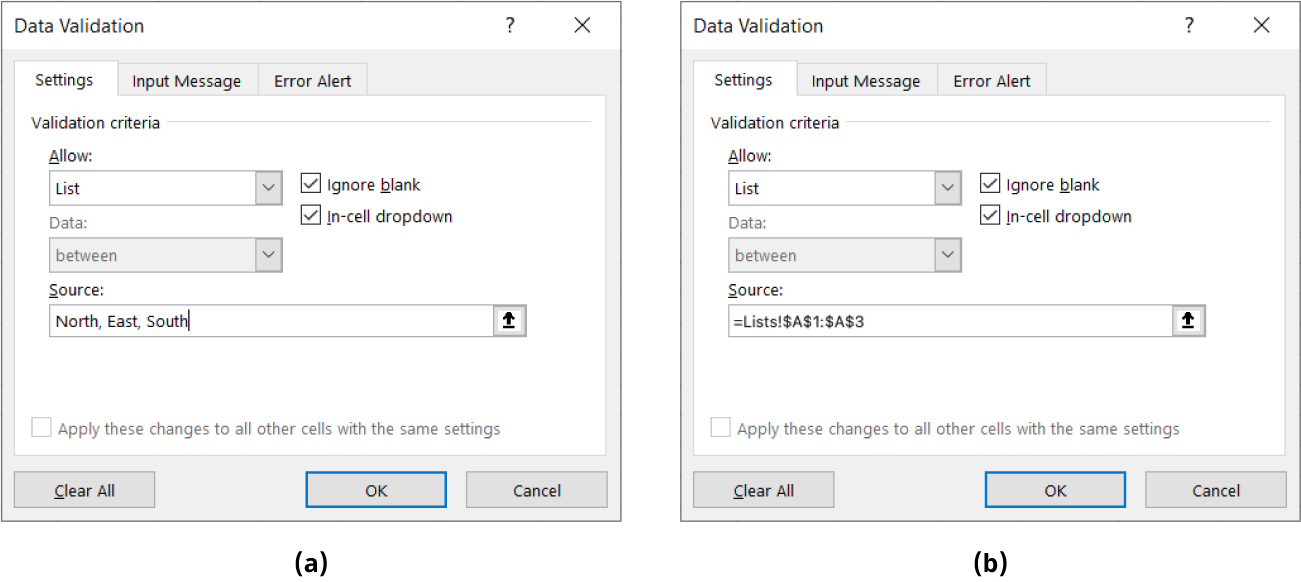 Data Validation ?
Settings Input Message Error Alert
Validation criteria
Allow:
List
Ignore blank
In-cell dropdown
Data:
between
Source:
North, East, South
Apply these changes to all other cells with the same settings
Clear All OK Cancel
(a)
Data Validation ?
Settings Input Message Error Alert
Validation criteria
Allow:
List
Ignore blank
In-cell dropdown
Data:
between
Source:
=Lists!$A$1:$A$3
Apply these changes to all other cells with the same settings
Clear All OK Cancel
(b)